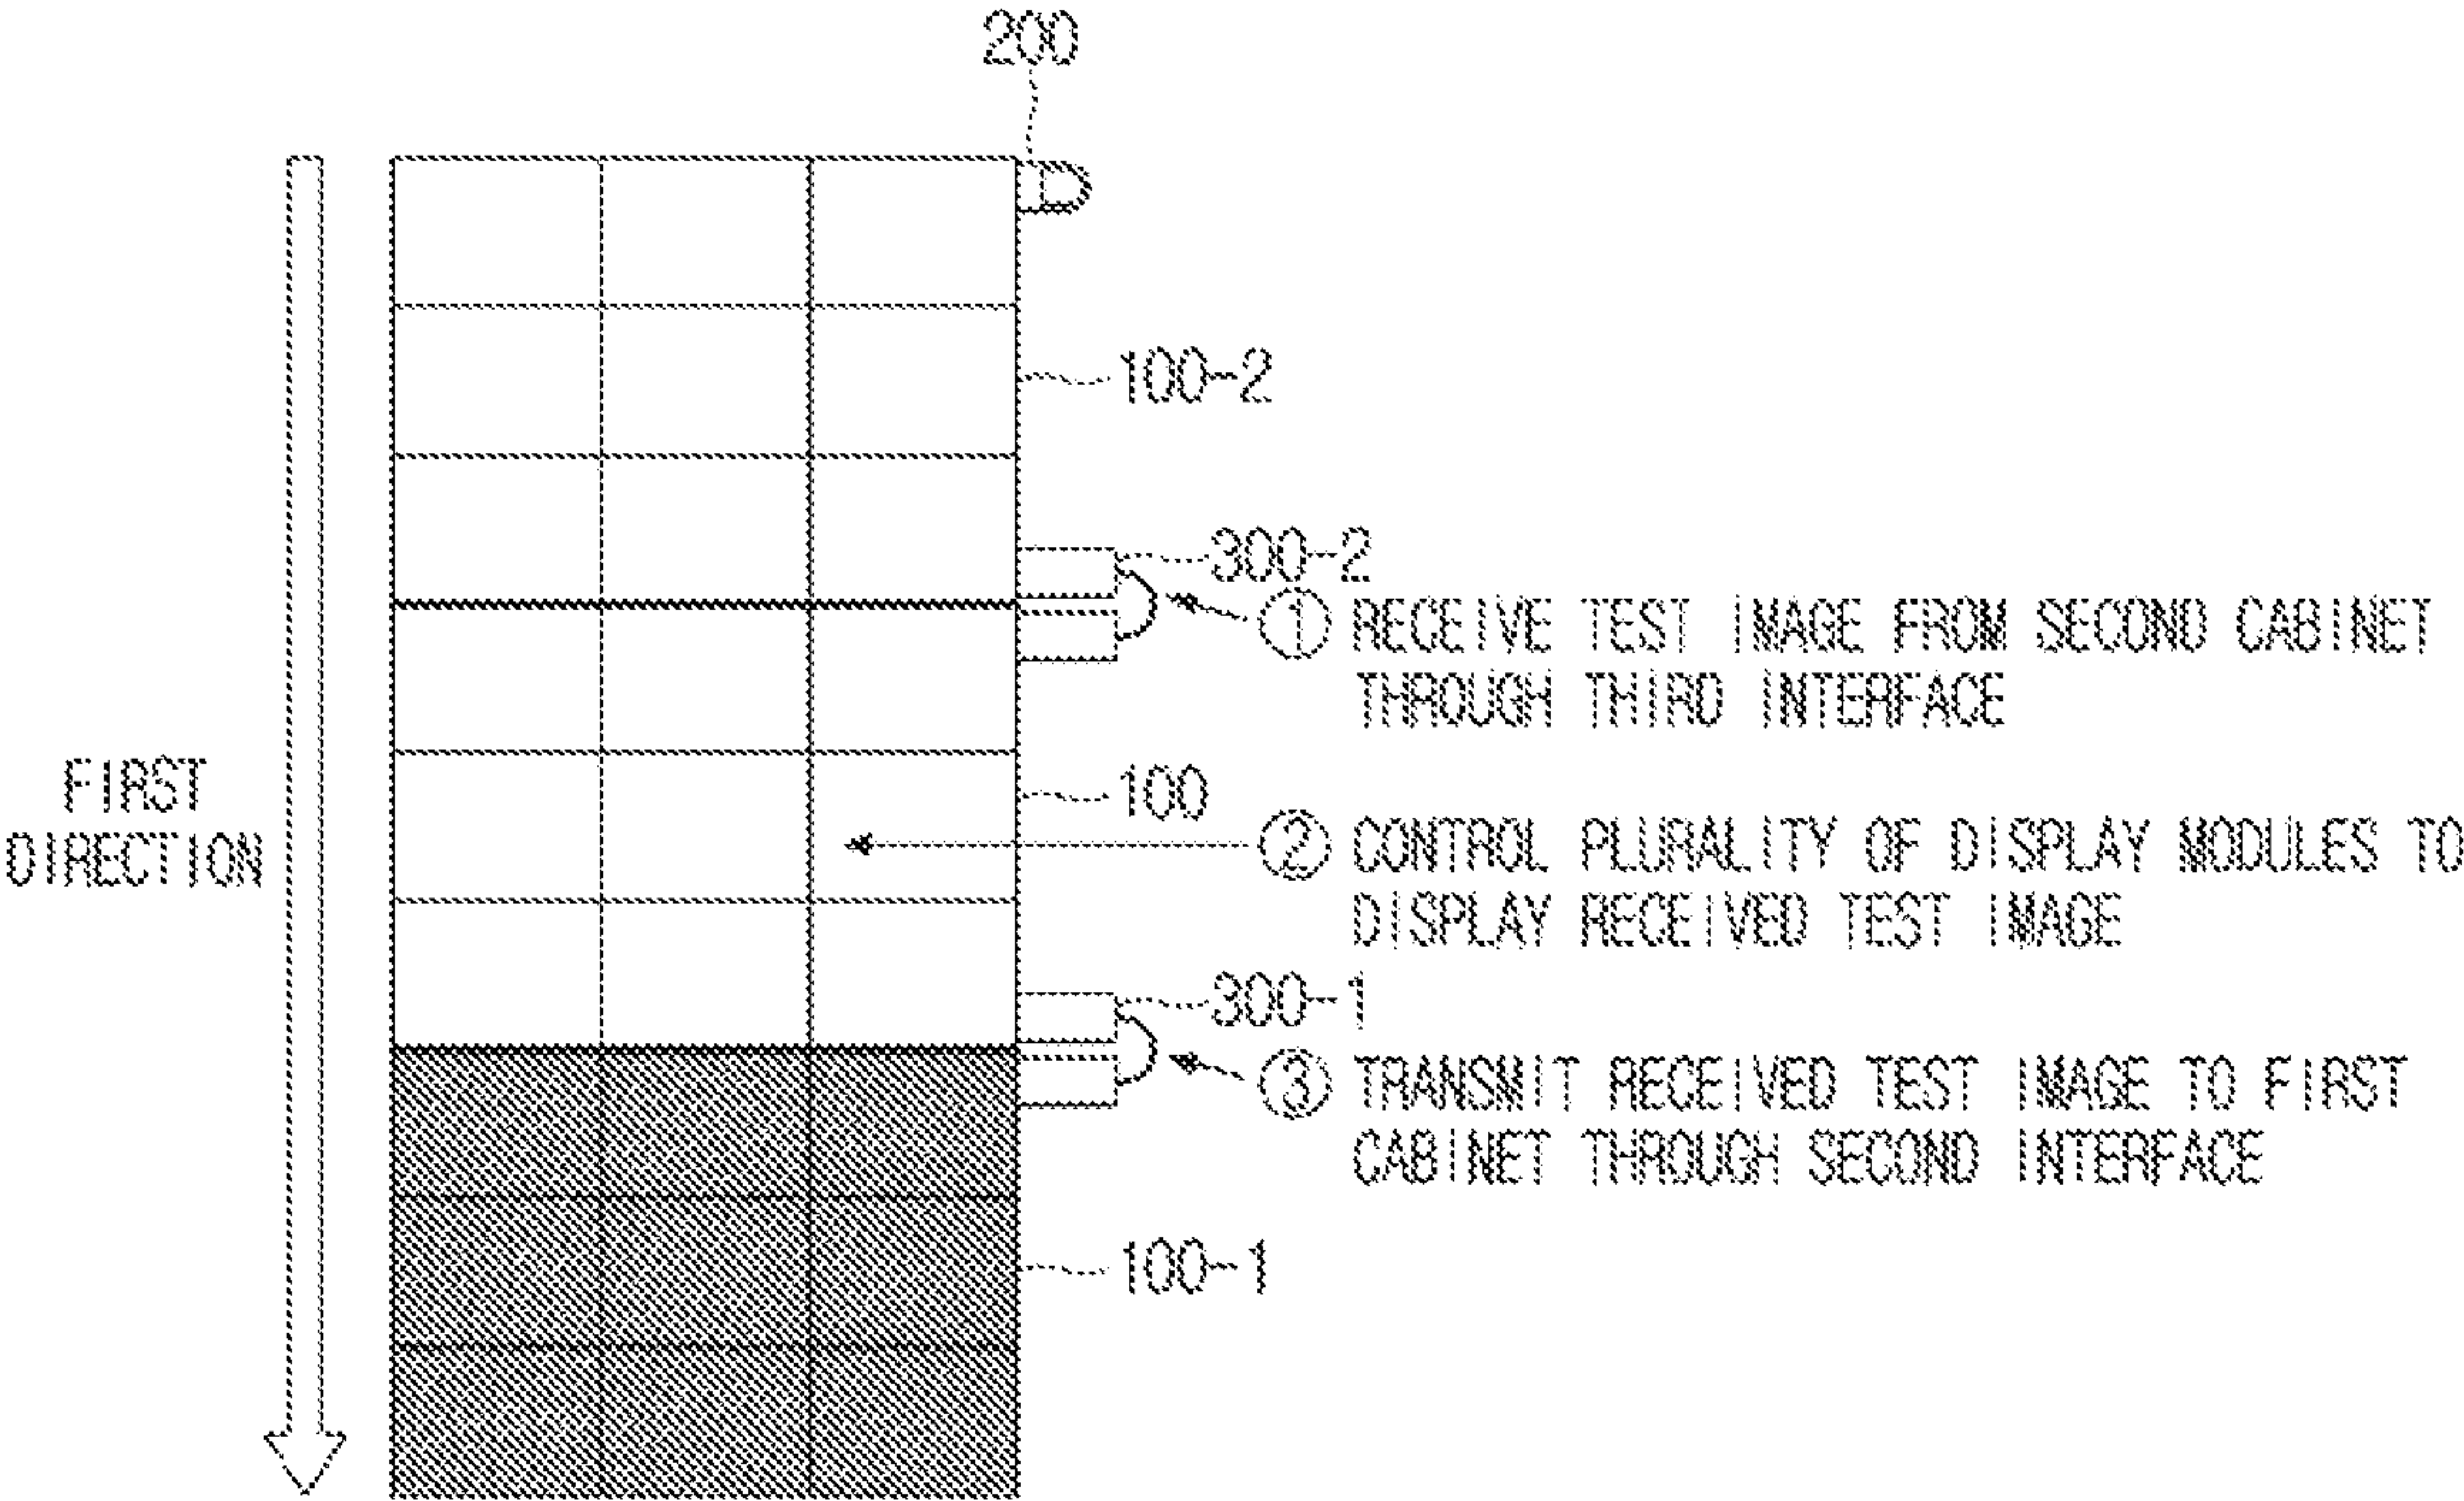 200
100-2
300-2
① RECEIVE TEST IMAGE FROM SECOND CABINET
THROUGH THIRD INTERFACE
FIRST
DIRECTION
100
② CONTROL PLURALITY OF DISPLAY MODULES TO
DISPLAY RECEIVED TEST IMAGE
300-1
③ TRANSMIT RECEIVED TEST IMAGE TO FIRST
CABINET THROUGH SECOND INTERFACE
100-1